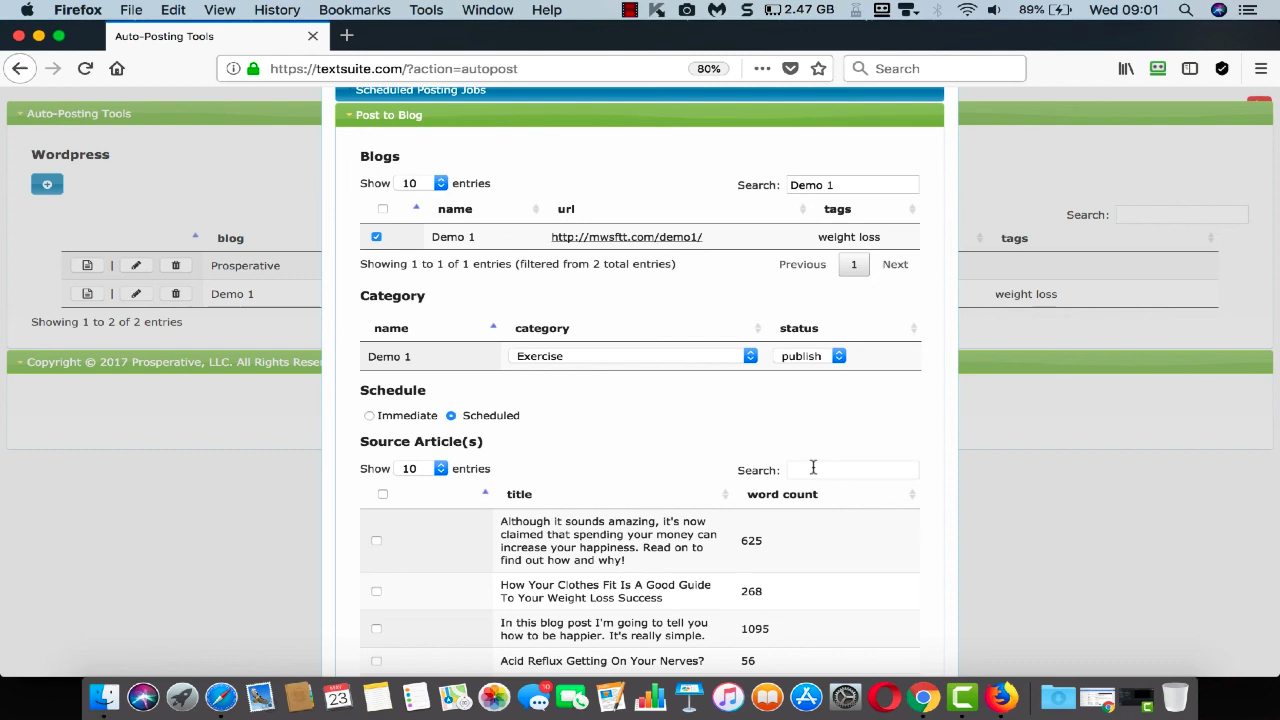 Firefox File Edit View History Bookmarks Tools Window Help 2.47 GB 89% Wed 09:01
Auto-Posting Tools
https://textsuite.com/?action=autopost 80% Search
Scheduled Posting Jobs
Auto-Posting Tools
Post to Blog
Wordpress
Blogs
Show 10 entries Search: Demo 1
name url tags
Search:
blog tags
Demo 1 http://mwsftt.com/demo1/ weight loss
Prosperative
Showing 1 to 1 of 1 entries (filtered from 2 total entries) Previous 1 Next
Demo 1 weight loss
Category
Showing 1 to 2 of 2 entries
name category status
Demo 1 Exercise publish
Copyright © 2017 Prosperative, LLC. All Rights Rese
Schedule
Immediate Scheduled
Source Article(s)
Show 10 entries Search:
title word count
Although it sounds amazing, it's now
claimed that spending your money can
increase your happiness. Read on to
find out how and why!
625
How Your Clothes Fit Is A Good Guide
To Your Weight Loss Success
268
In this blog post I'm going to tell you
how to be happier. It's really simple.
1095
Acid Reflux Getting On Your Nerves? 56